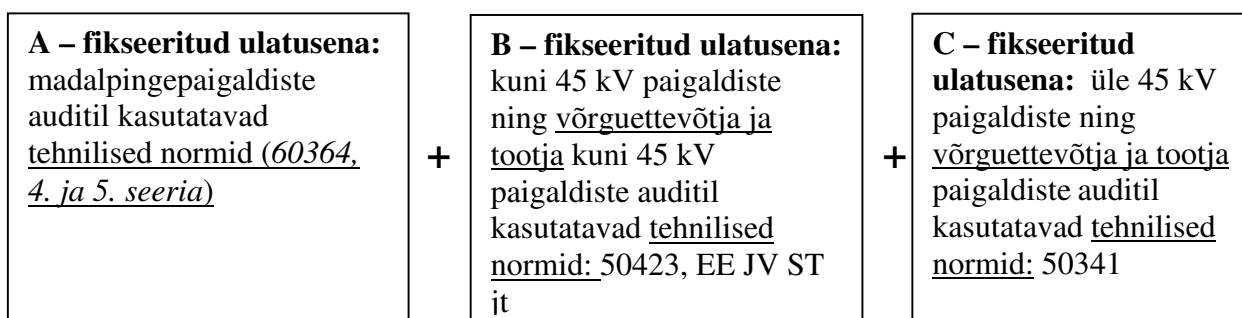 A – fikseeritud ulatusena:
madalpingepaigaldiste
auditil kasutatavad
tehnilised normid (60364,
4. ja 5. seeria)
+
B – fikseeritud ulatusena:
kuni 45 kV paigaldiste
ning võrguettevõtja ja
tootja kuni 45 kV
paigaldiste auditil
kasutatavad tehnilised
normid: 50423, EE JV ST
jt
+
C – fikseeritud
ulatusena: üle 45 kV
paigaldiste ning
võrguettevõtja ja tootja
paigaldiste auditil
kasutatavad tehnilised
normid: 50341